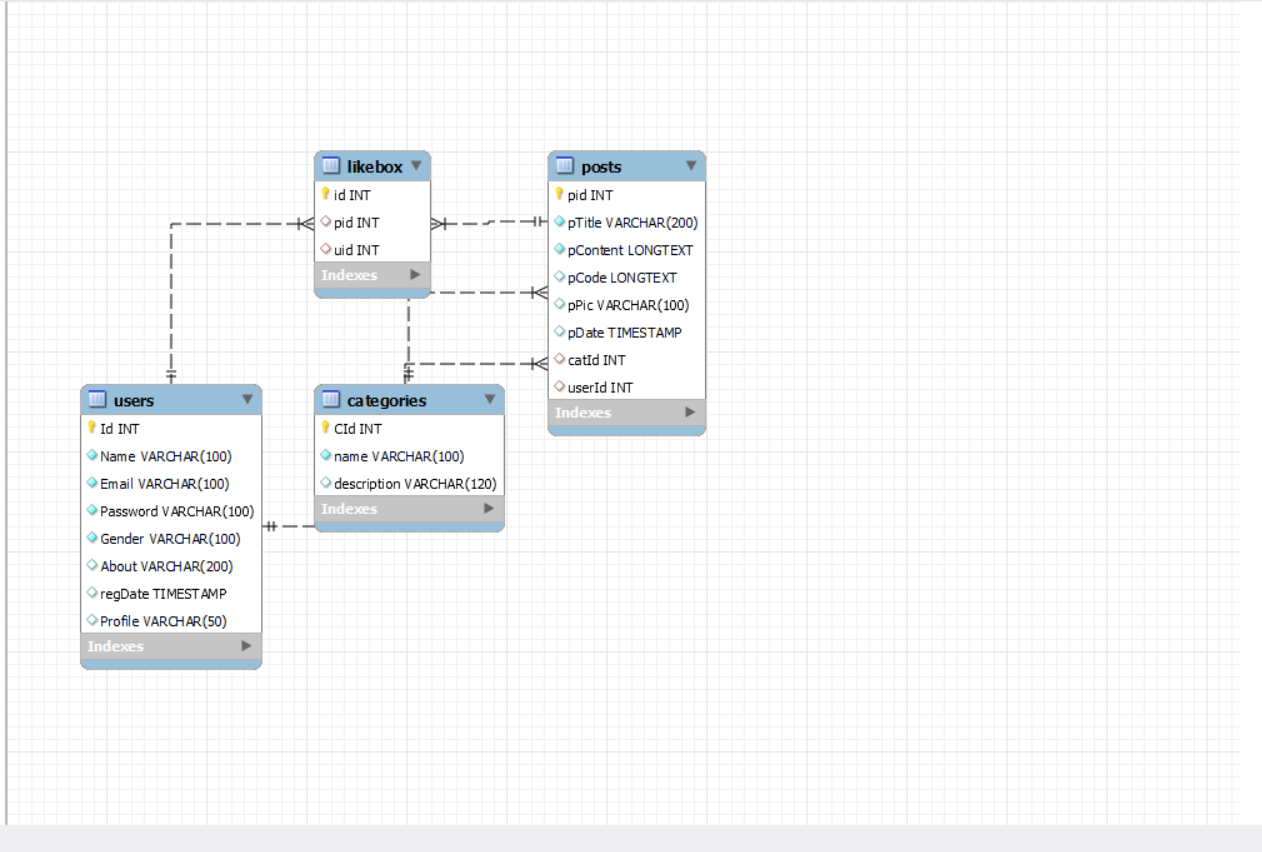 likebox
id INT
pid INT
uid INT
Indexes
posts
pid INT
pTitle VARCHAR(200)
pContent LONGTEXT
pCode LONGTEXT
pPic VARCHAR(100)
pDate TIMESTAMP
catId INT
userId INT
Indexes
users
Id INT
Name VARCHAR(100)
Email VARCHAR(100)
Password VARCHAR(100)
Gender VARCHAR(100)
About VARCHAR(200)
regDate TIMESTAMP
Profile VARCHAR(50)
Indexes
categories
CId INT
name VARCHAR(100)
description VARCHAR(120)
Indexes